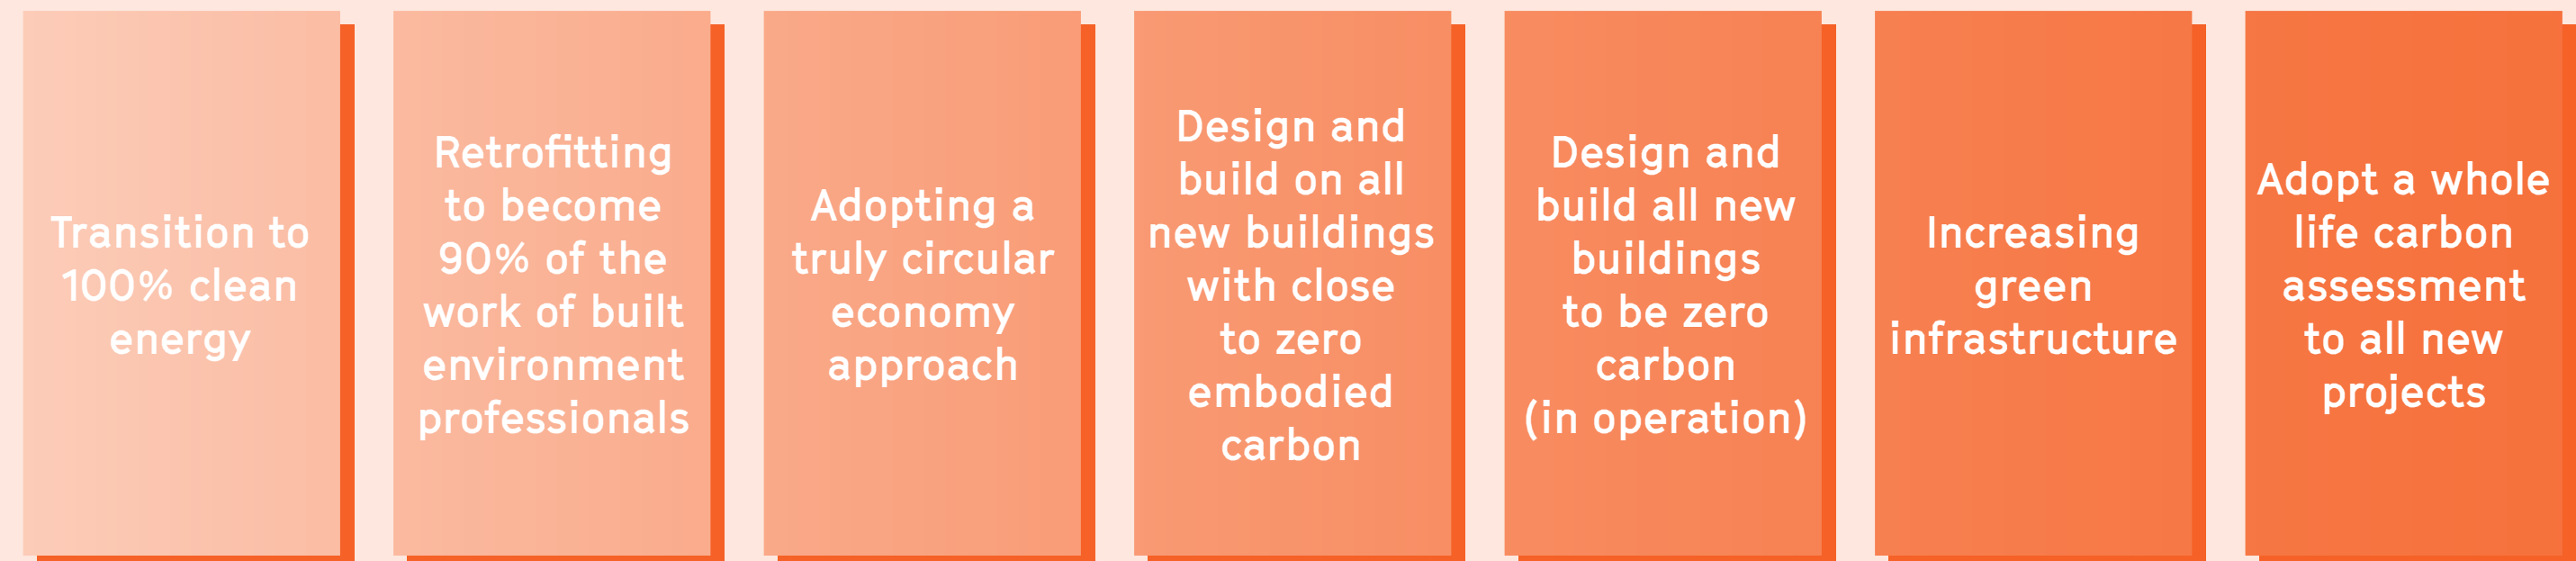 Transition to
100% clean
energy
Retrofitting
to become
90% of the
work of built
environment
professionals
Adopting a
truly circular
economy
approach
Design and
build on all
new buildings
with close
to zero
embodied
carbon
Design and
build all new
buildings
to be zero
carbon
(in operation)
Increasing
green
infrastructure
Adopt a whole
life carbon
assessment
to all new
projects